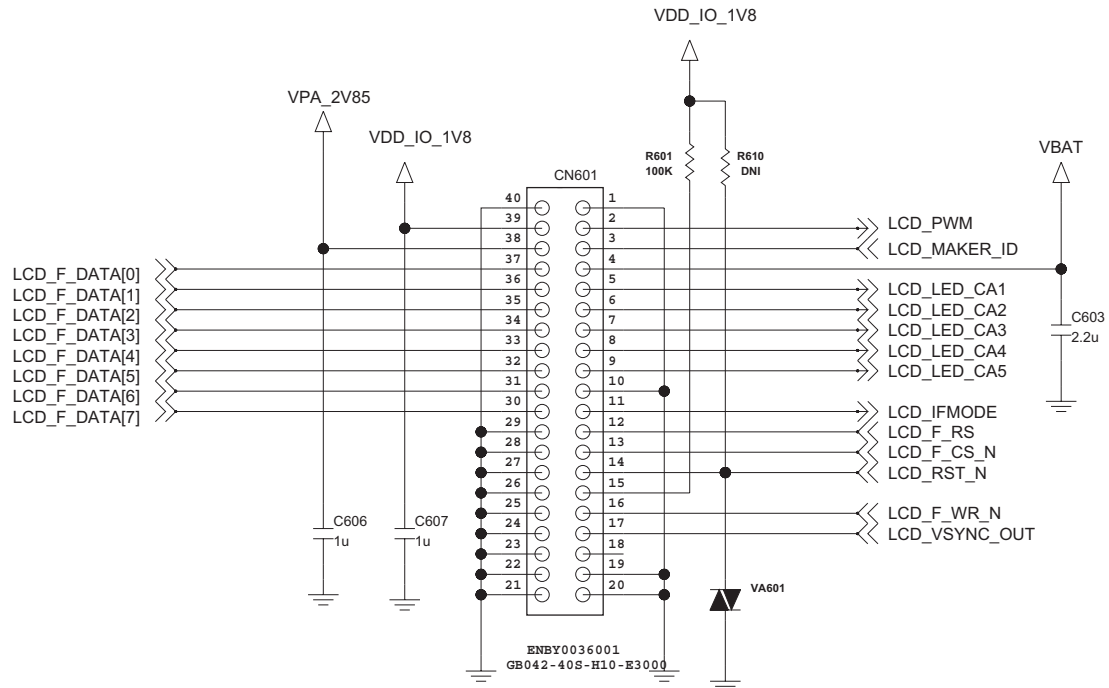 VDD_IO_1V8
VPA_2V85
VDD_IO_1V8
R601
100K
R610
DNI
VBAT
CN601
40
39
38
37
36
35
34
33
32
31
30
29
28
27
26
25
24
23
22
21
1
2
3
4
5
6
7
8
9
10
11
12
13
14
15
16
17
18
19
20
LCD_F_DATA[0]
LCD_F_DATA[1]
LCD_F_DATA[2]
LCD_F_DATA[3]
LCD_F_DATA[4]
LCD_F_DATA[5]
LCD_F_DATA[6]
LCD_F_DATA[7]
LCD_PWM
LCD_MAKER_ID
LCD_LED_CA1
LCD_LED_CA2
LCD_LED_CA3
LCD_LED_CA4
LCD_LED_CA5
C603
2.2u
LCD_IFMODE
LCD_F_RS
LCD_F_CS_N
LCD_RST_N
LCD_F_WR_N
LCD_VSYNC_OUT
C606
1u
C607
1u
VA601
ENBY0036001
GB042-40S-H10-E3000